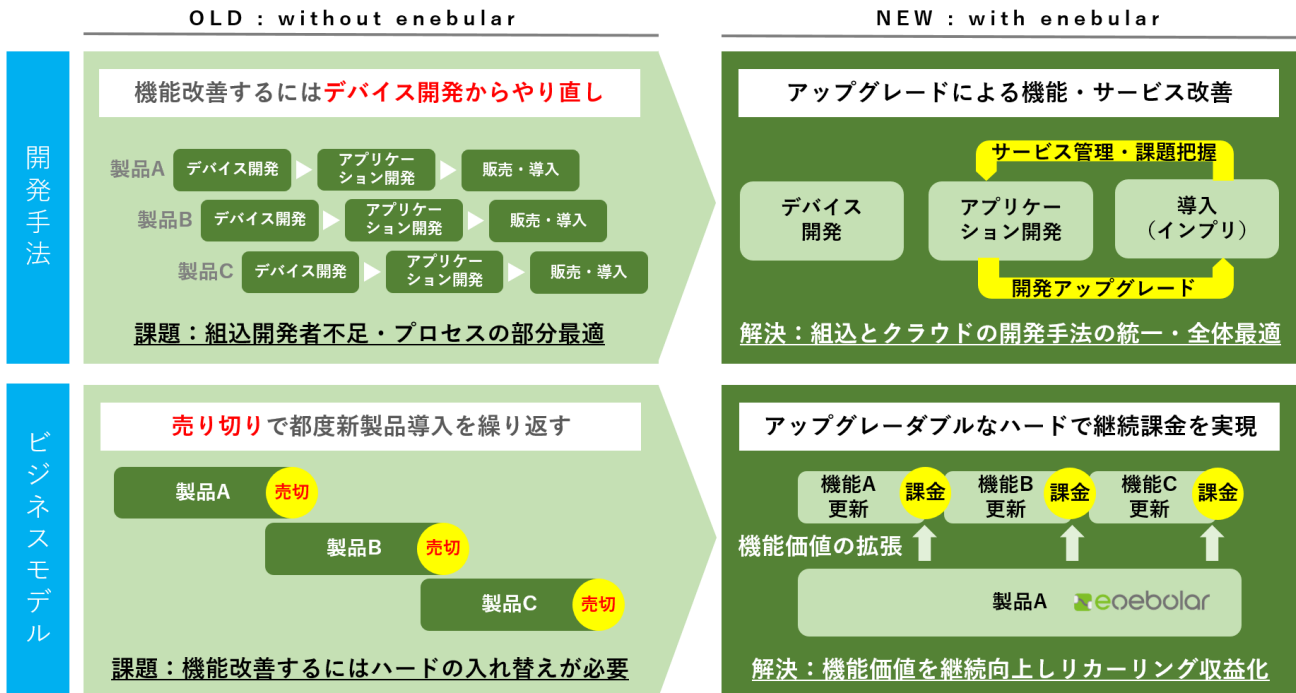 OLD : without enebular
NEW : with enebular
開発手法
機能改善するにはデバイス開発からやり直し
製品A
デバイス開発
アプリケー
ション開発
販売・導入
製品B
デバイス開発
アプリケー
ション開発
販売・導入
製品C
デバイス開発
アプリケー
ション開発
販売・導入
課題：組込開発者不足・プロセスの部分最適
アップグレードによる機能・サービス改善
サービス管理・課題把握
デバイス
開発
アプリケー
ション開発
導入
（インプリ）
開発アップグレード
解決：組込とクラウドの開発手法の統一・全体最適
ビジネスモデル
売り切りで都度新製品導入を繰り返す
製品A
売切
製品B
売切
製品C
売切
課題：機能改善するにはハードの入れ替えが必要
アップグレーダブルなハードで継続課金を実現
機能A
更新
課金
機能B
更新
課金
機能C
更新
課金
機能価値の拡張
製品A
enebular
解決：機能価値を継続向上しリカーリング収益化